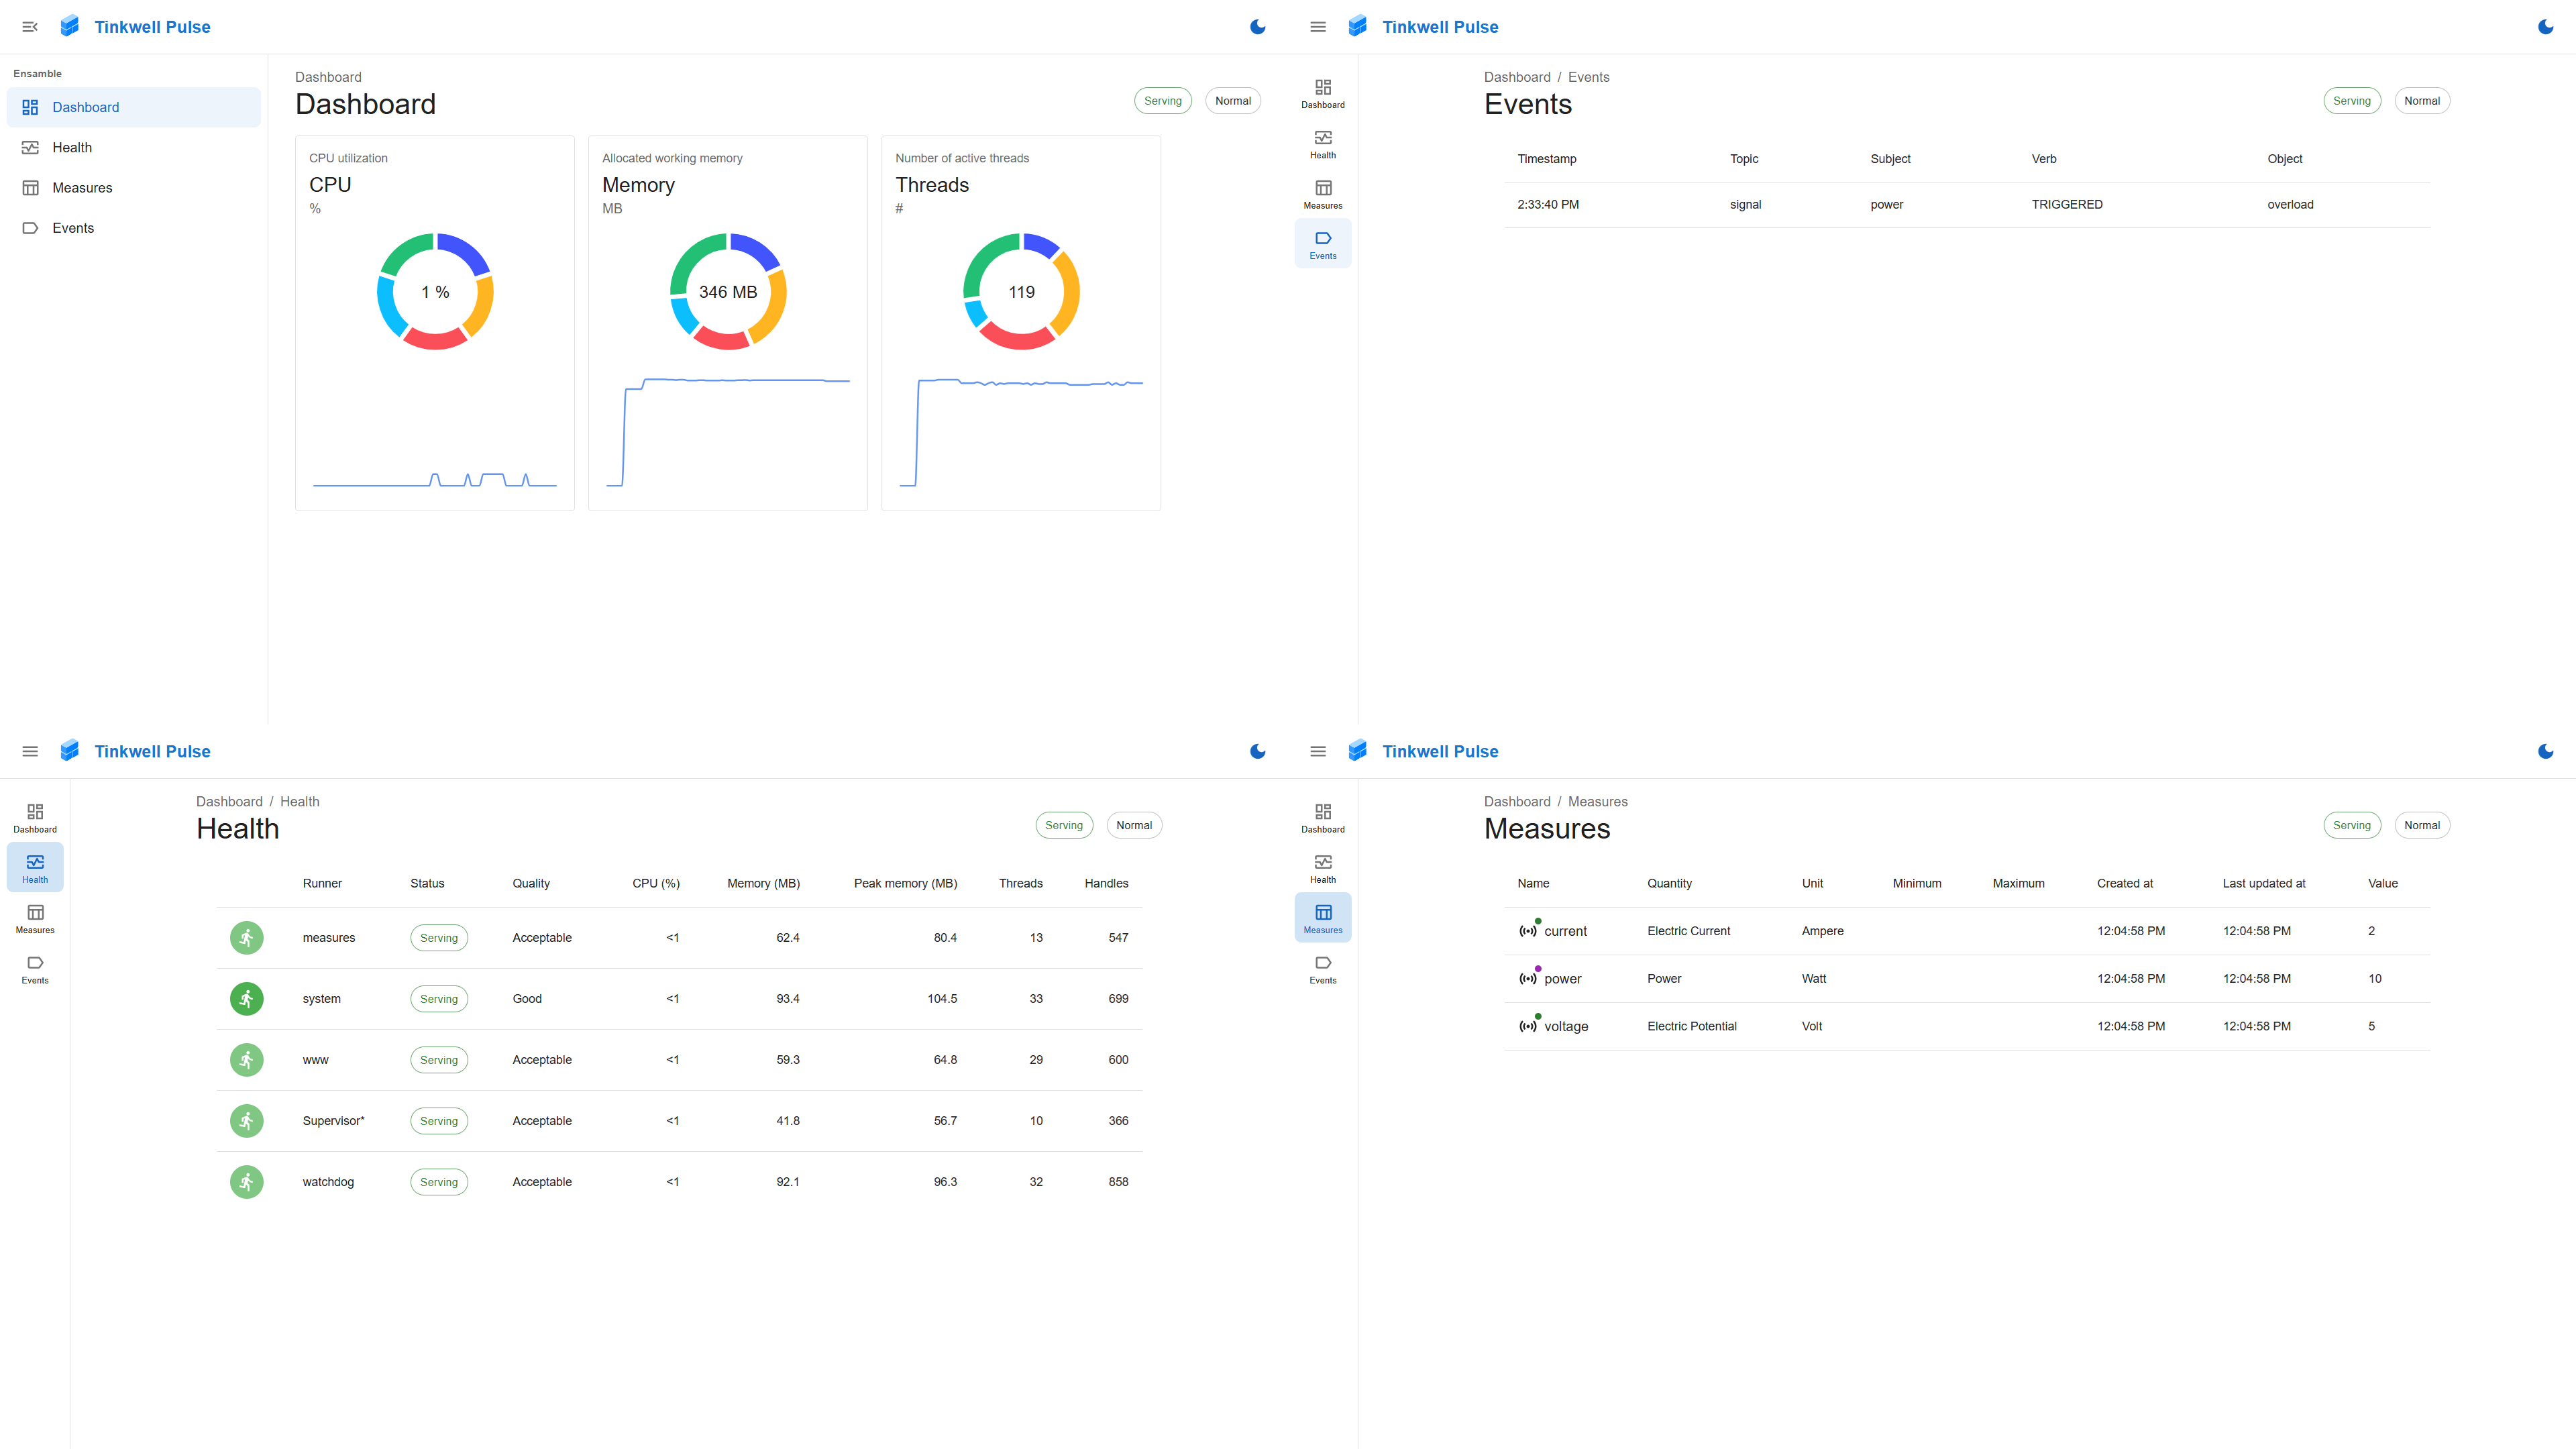 Tinkwell Pulse
Ensamble
Dashboard
Health
Measures
Events
Dashboard
Dashboard
Serving Normal
CPU utilization
CPU
%
1 %
Allocated working memory
Memory
MB
346 MB
Number of active threads
Threads
#
119
Tinkwell Pulse
Dashboard
Health
Measures
Events
Dashboard / Events
Events
Serving Normal
Timestamp Topic Subject Verb Object
2:33:40 PM signal power TRIGGERED overload
Tinkwell Pulse
Dashboard
Health
Measures
Events
Dashboard / Health
Health
Serving Normal
Runner Status Quality CPU (%) Memory (MB) Peak memory (MB) Threads Handles
measures Serving Acceptable <1 62.4 80.4 13 547
system Serving Good <1 93.4 104.5 33 699
www Serving Acceptable <1 59.3 64.8 29 600
Supervisor* Serving Acceptable <1 41.8 56.7 10 366
watchdog Serving Acceptable <1 92.1 96.3 32 858
Tinkwell Pulse
Dashboard
Health
Measures
Events
Dashboard / Measures
Measures
Serving Normal
Name Quantity Unit Minimum Maximum Created at Last updated at Value
current Electric Current Ampere 12:04:58 PM 12:04:58 PM 2
power Power Watt 12:04:58 PM 12:04:58 PM 10
voltage Electric Potential Volt 12:04:58 PM 12:04:58 PM 5